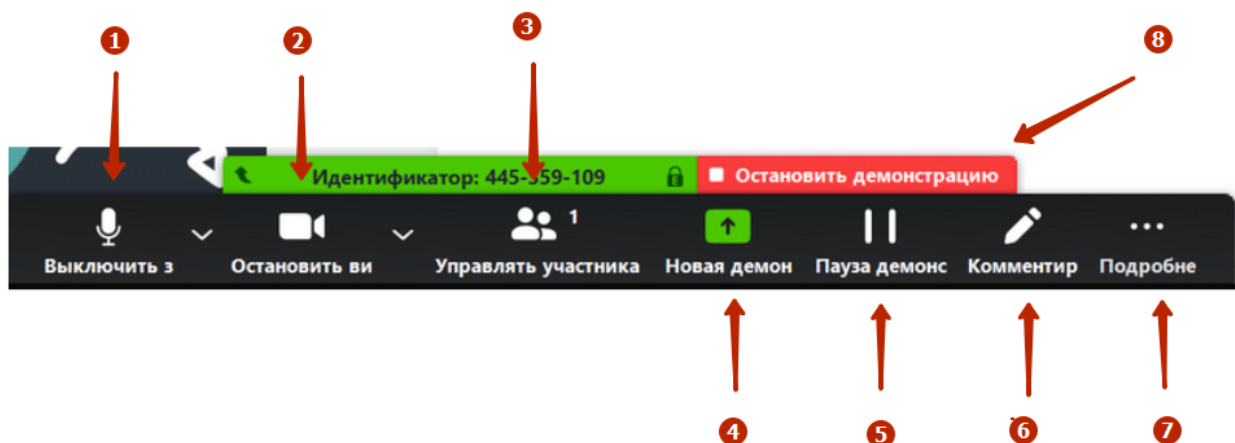 1 2 3 8
Идентификатор: 445-559-109 Остановить демонстрацию
1
Выключить з Остановить ви Управлять участника Новая демон Пауза демонс Комментир Подробне
4 5 6 7